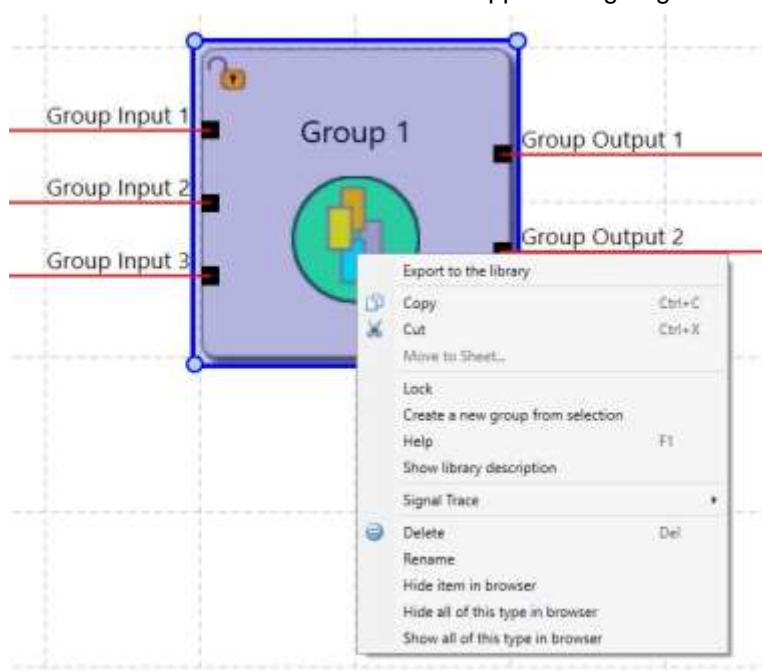 Group Input 1
Group 1
Group Output 1
Group Input 2
Group Output 2
Group Input 3
Export to the library
Copy Ctrl+C
Cut Ctrl+X
Move to Sheet...
Lock
Create a new group from selection
Help F1
Show library description
Signal Trace
Delete Del
Rename
Hide item in browser
Hide all of this type in browser
Show all of this type in browser